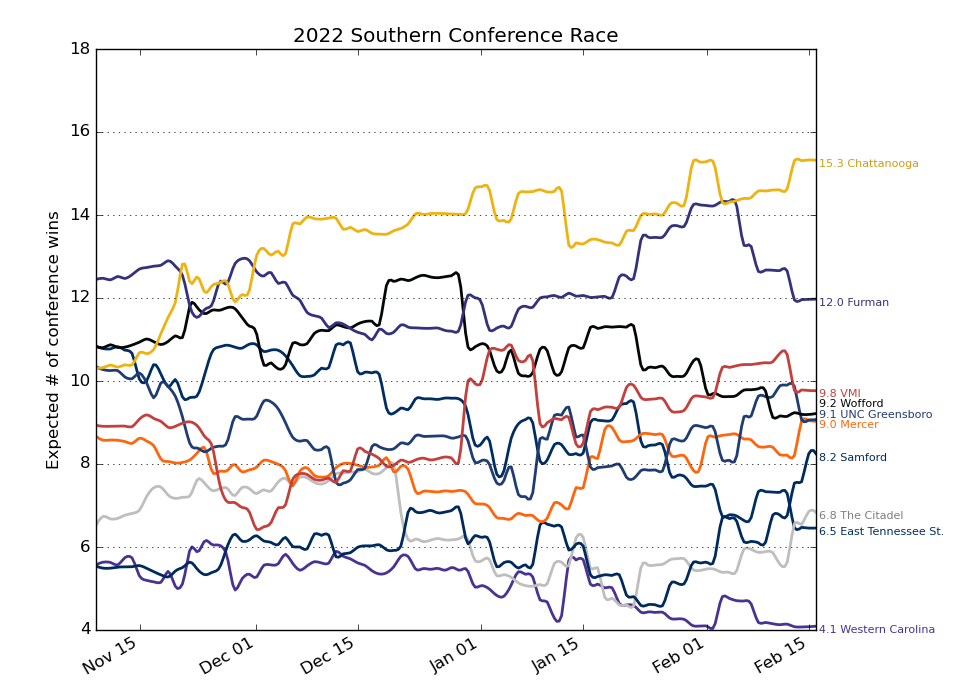 2022 Southern Conference Race
Expected # of conference wins
18
16
14
12
10
8
6
4
Nov 15
Dec 01
Dec 15
Jan 01
Jan 15
Feb 01
Feb 15
15.3 Chattanooga
12.0 Furman
9.8 VMI
9.2 Wofford
9.1 UNC Greensboro
9.0 Mercer
8.2 Samford
6.8 The Citadel
6.5 East Tennessee St.
4.1 Western Carolina